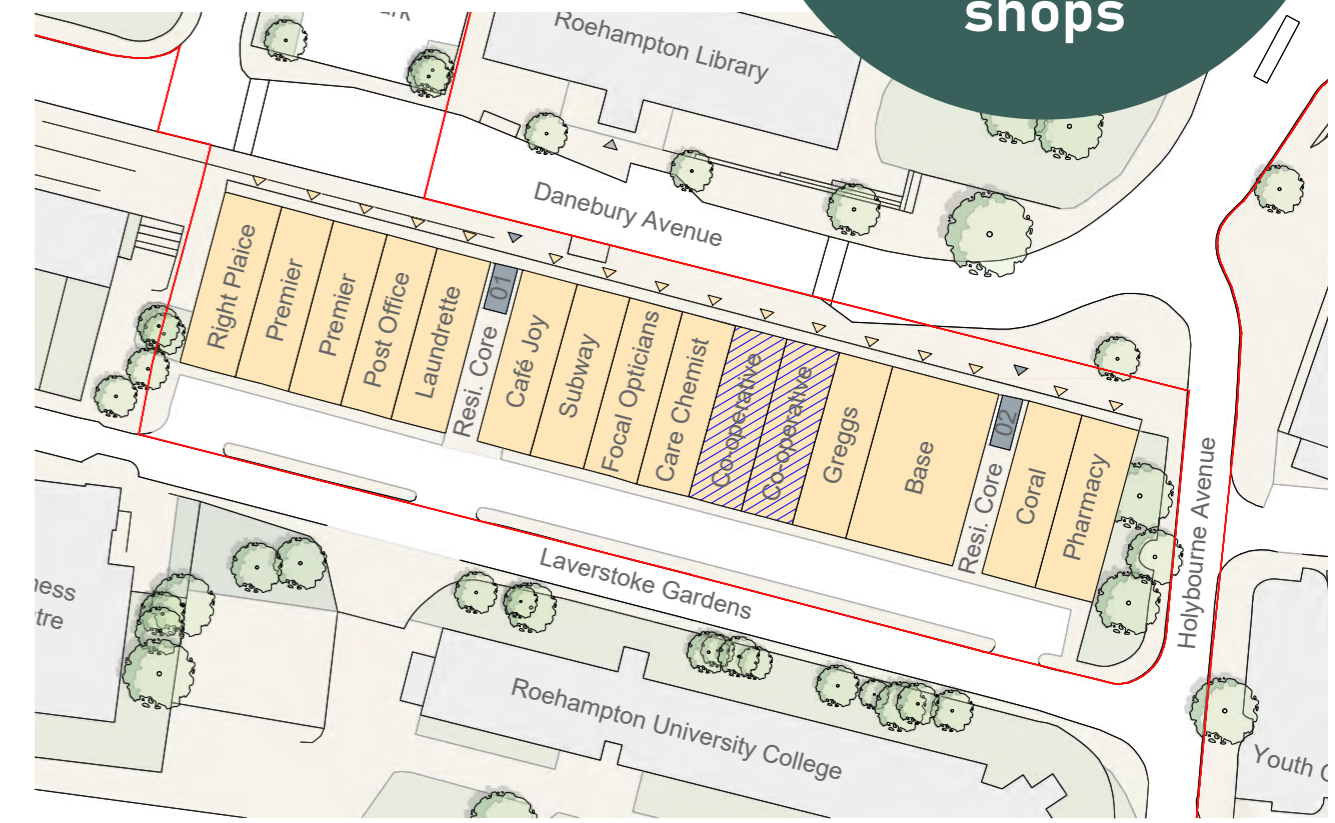 shops
Roehampton Library
Danebury Avenue
Right Plaice
Premier
Premier
Post Office
Laundrette
01
Resi. Core
Café Joy
Subway
Focal Opticians
Care Chemist
Co-operative
Co-operative
Greggs
Base
02
Resi. Core
Coral
Pharmacy
Holybourne Avenue
Laverstoke Gardens
Roehampton University College
Youth